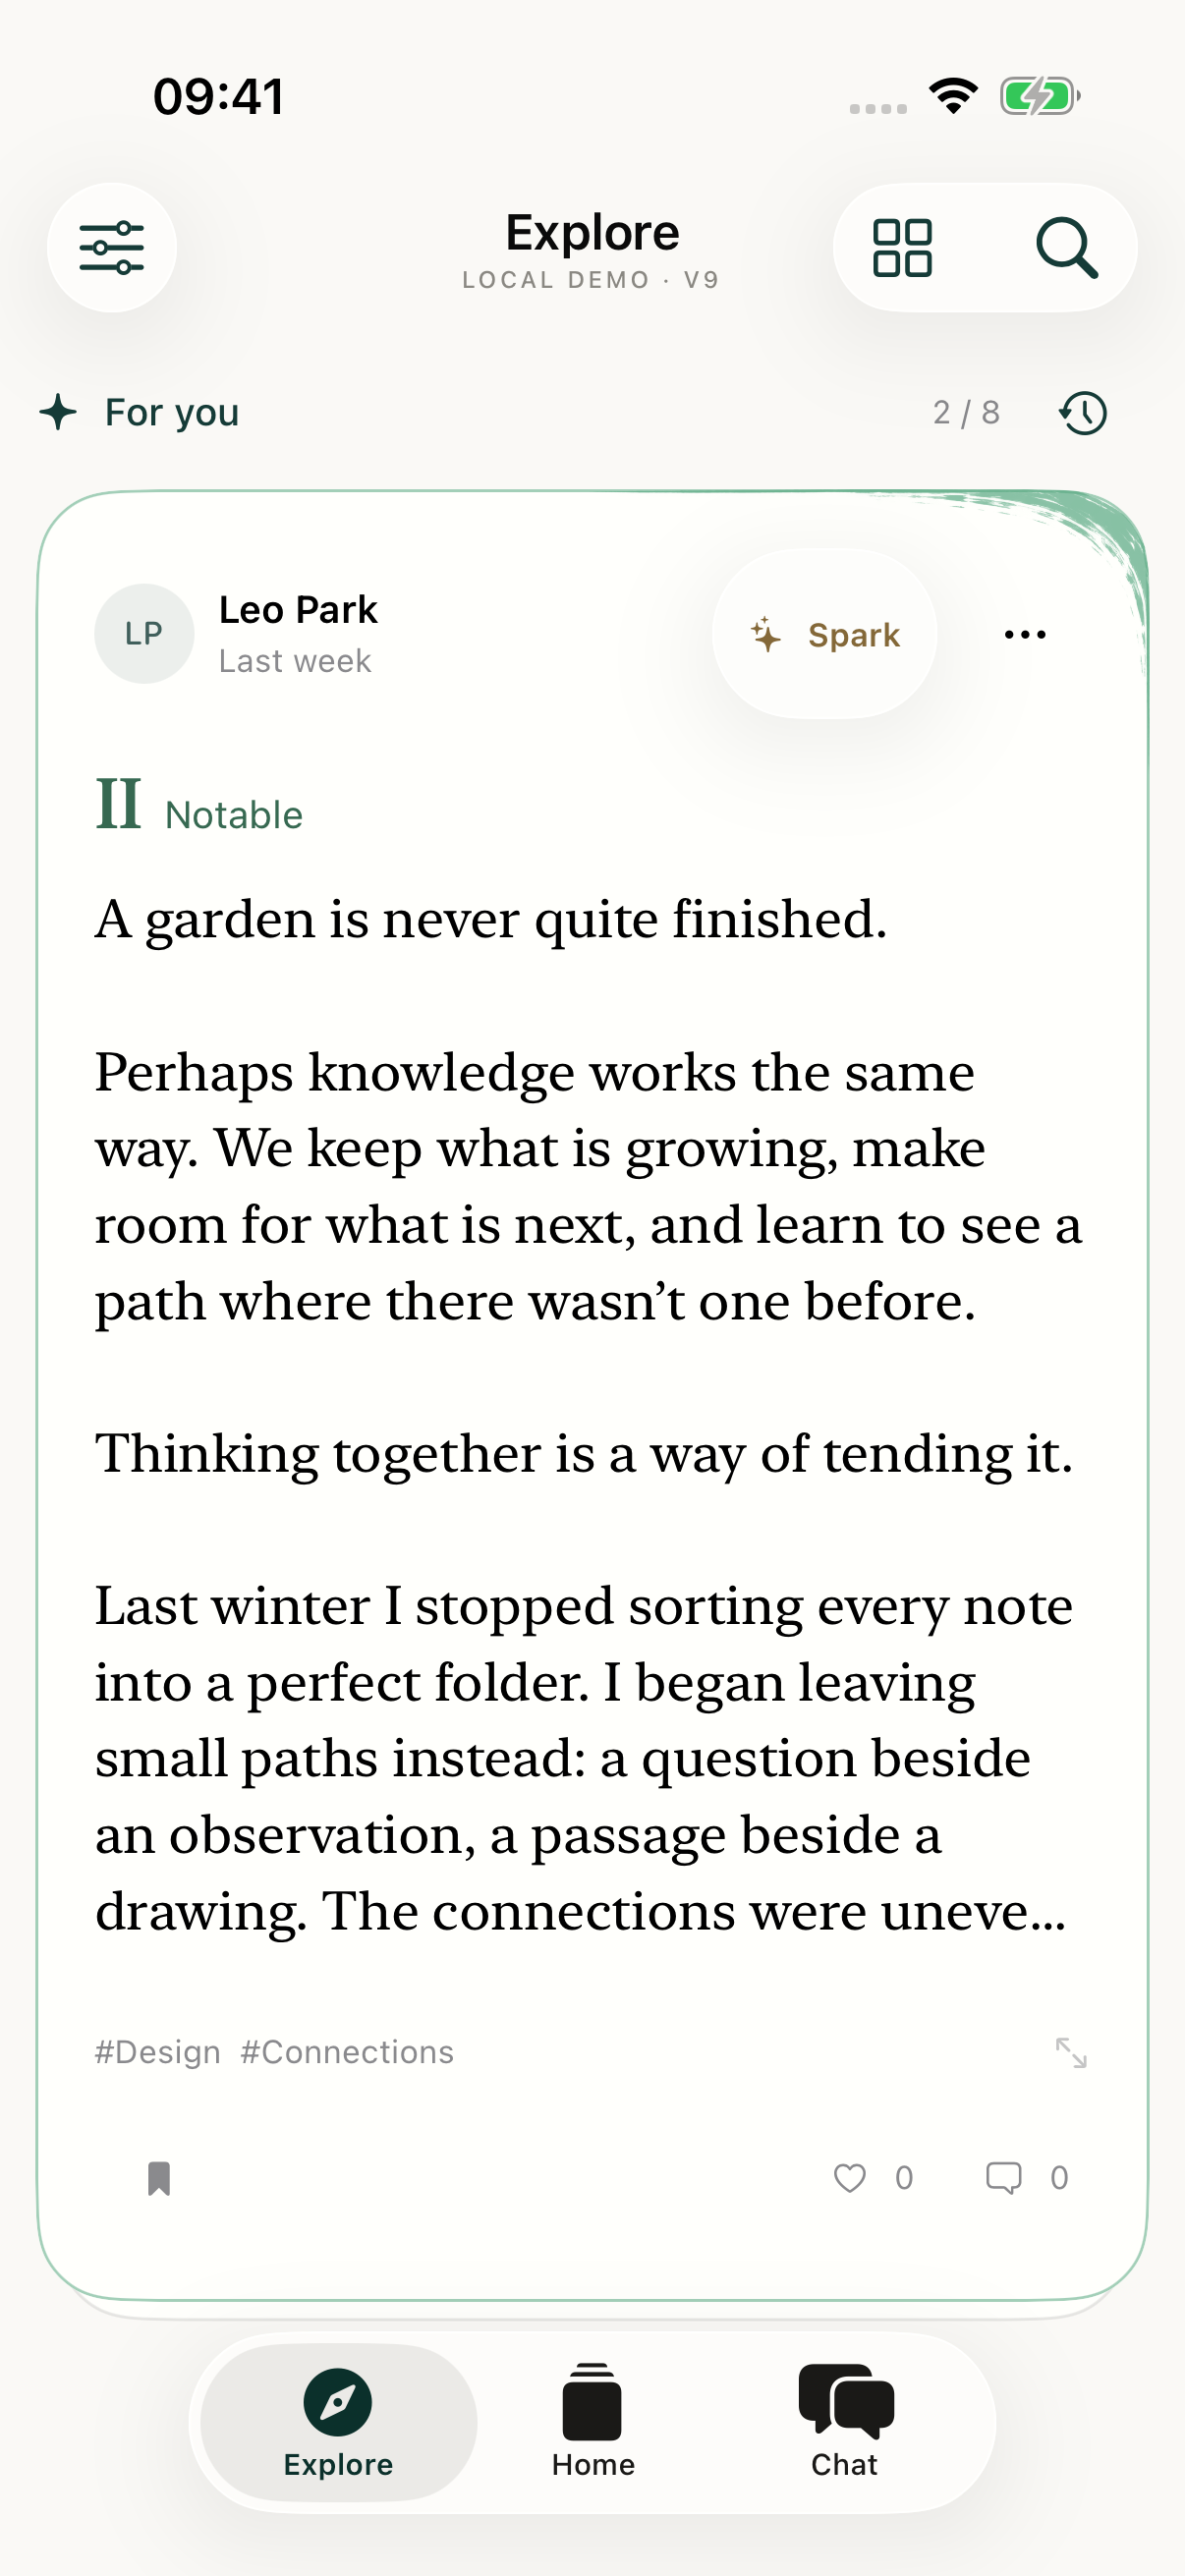 09:41
Explore
LOCAL DEMO · V9
For you
2 / 8
LP
Leo Park
Last week
Spark
II Notable
A garden is never quite finished.
Perhaps knowledge works the same
way. We keep what is growing, make
room for what is next, and learn to see a
path where there wasn’t one before.
Thinking together is a way of tending it.
Last winter I stopped sorting every note
into a perfect folder. I began leaving
small paths instead: a question beside
an observation, a passage beside a
drawing. The connections were uneve...
#Design #Connections
0 0
Explore Home Chat